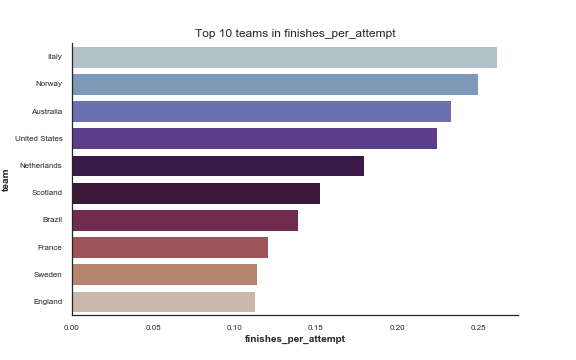 Top 10 teams in finishes_per_attempt
Italy
Norway
Australia
United States
Netherlands
Scotland
Brazil
France
Sweden
England
team
0.00 0.05 0.10 0.15 0.20 0.25
finishes_per_attempt